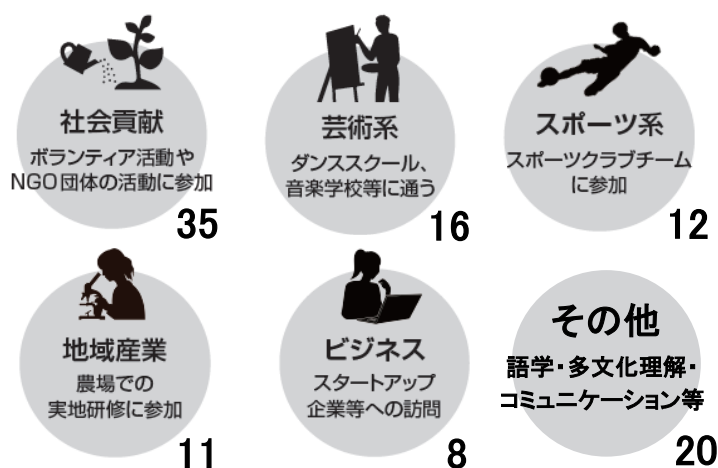 社会貢献
ボランティア活動や
NGO団体の活動に参加
35
芸術系
ダンススクール、
音楽学校等に通う
16
スポーツ系
スポーツクラブチーム
に参加
12
地域産業
農場での
実地研修に参加
11
ビジネス
スタートアップ
企業等への訪問
8
その他
語学・多文化理解・
コミュニケーション等
20